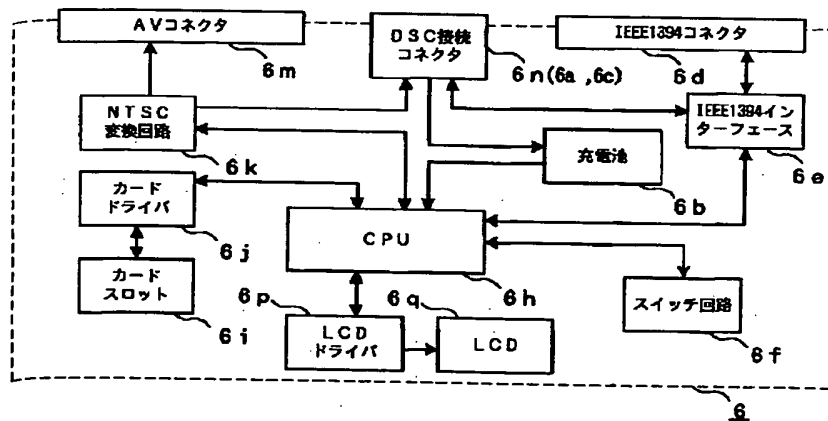 AVコネクタ
6m
DSC接続
コネクタ
6n(6a ,6c)
IEEE1394コネクタ
6d
NTSC
変換回路
6k
IEEE1394イン
ターフェース
6e
充電池
6b
カード
ドライバ
6j
CPU
6h
カード
スロット
6i
スイッチ回路
6f
6p
LCD
ドライバ
6q
LCD
6